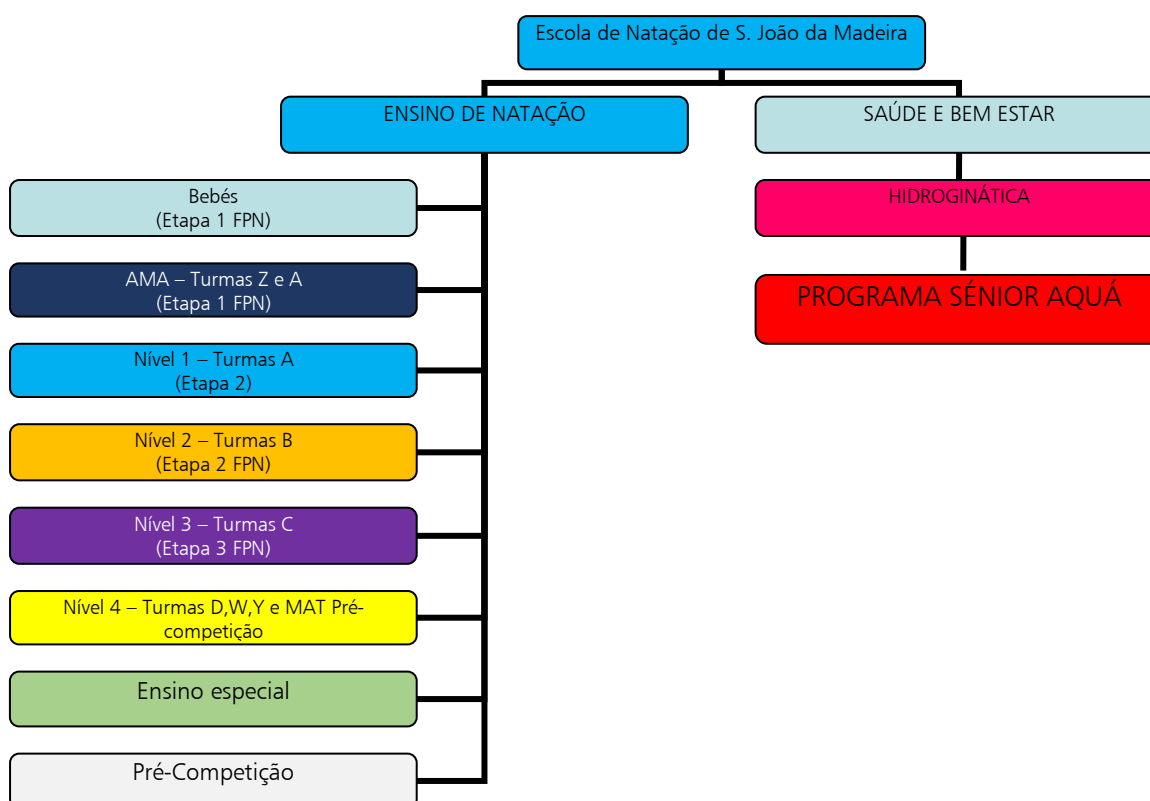 Escola de Natação de S. João da Madeira
ENSINO DE NATAÇÃO
SAÚDE E BEM ESTAR
Bebés
(Etapa 1 FPN)
HIDROGINÁTICA
AMA – Turmas Z e A
(Etapa 1 FPN)
PROGRAMA SÉNIOR AQUÁ
Nível 1 – Turmas A
(Etapa 2)
Nível 2 – Turmas B
(Etapa 2 FPN)
Nível 3 – Turmas C
(Etapa 3 FPN)
Nível 4 – Turmas D,W,Y e MAT Pré-
competição
Ensino especial
Pré-Competição